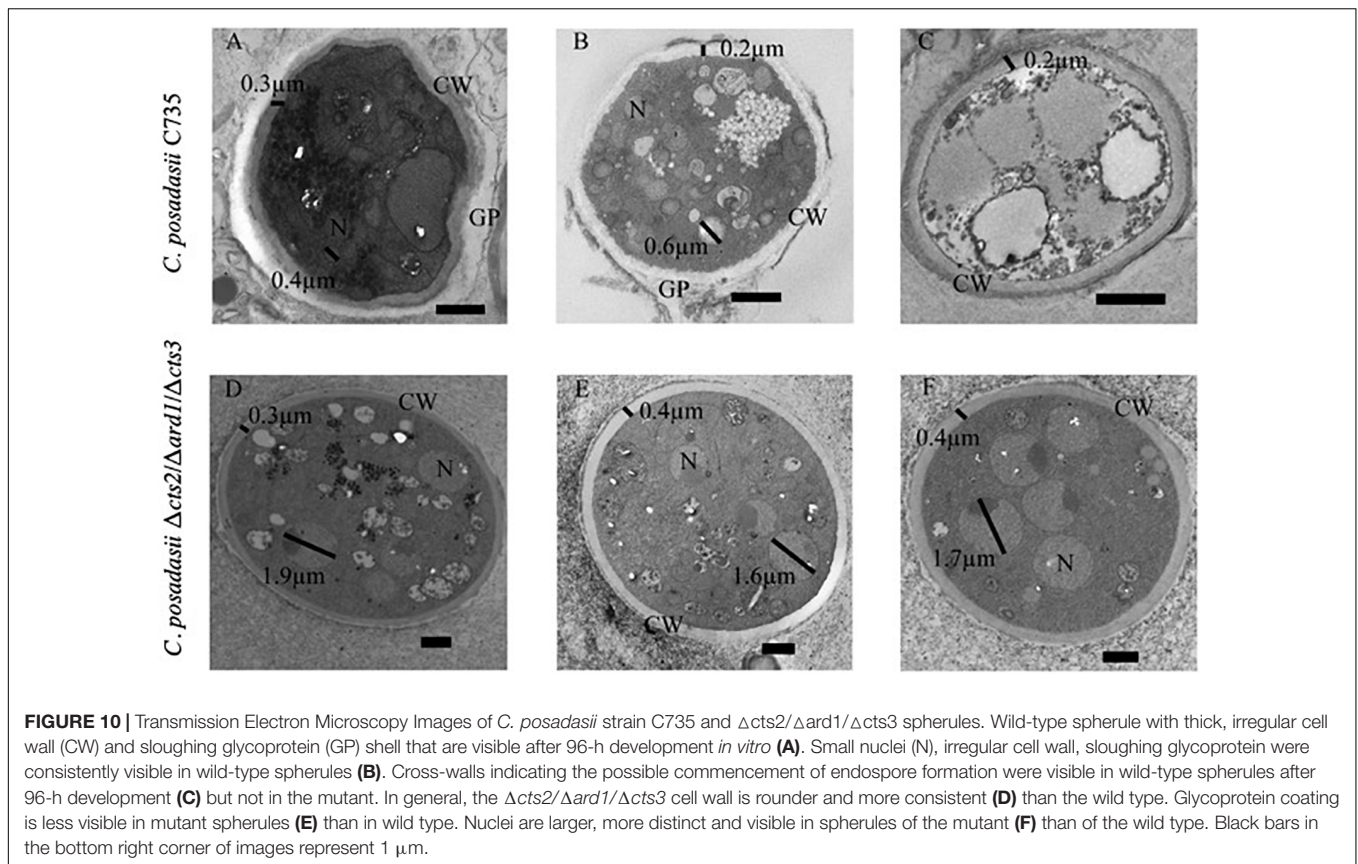 C. posadasii C735
A
0.3µm
CW
N
GP
0.4µm
B
0.2µm
N
CW
0.6µm
GP
C
0.2µm
CW
C. posadasii Δcts2/Δard1/Δcts3
D
CW
0.3µm
N
1.9µm
E
0.4µm
N
1.6µm
CW
F
CW
0.4µm
1.7µm
N
FIGURE 10 | Transmission Electron Microscopy Images of C. posadasii strain C735 and Δcts2/Δard1/Δcts3 spherules. Wild-type spherule with thick, irregular cell
wall (CW) and sloughing glycoprotein (GP) shell that are visible after 96-h development in vitro (A). Small nuclei (N), irregular cell wall, sloughing glycoprotein were
consistently visible in wild-type spherules (B). Cross-walls indicating the possible commencement of endospore formation were visible in wild-type spherules after
96-h development (C) but not in the mutant. In general, the Δcts2/Δard1/Δcts3 cell wall is rounder and more consistent (D) than the wild type. Glycoprotein coating
is less visible in mutant spherules (E) than in wild type. Nuclei are larger, more distinct and visible in spherules of the mutant (F) than of the wild type. Black bars in
the bottom right corner of images represent 1 µm.